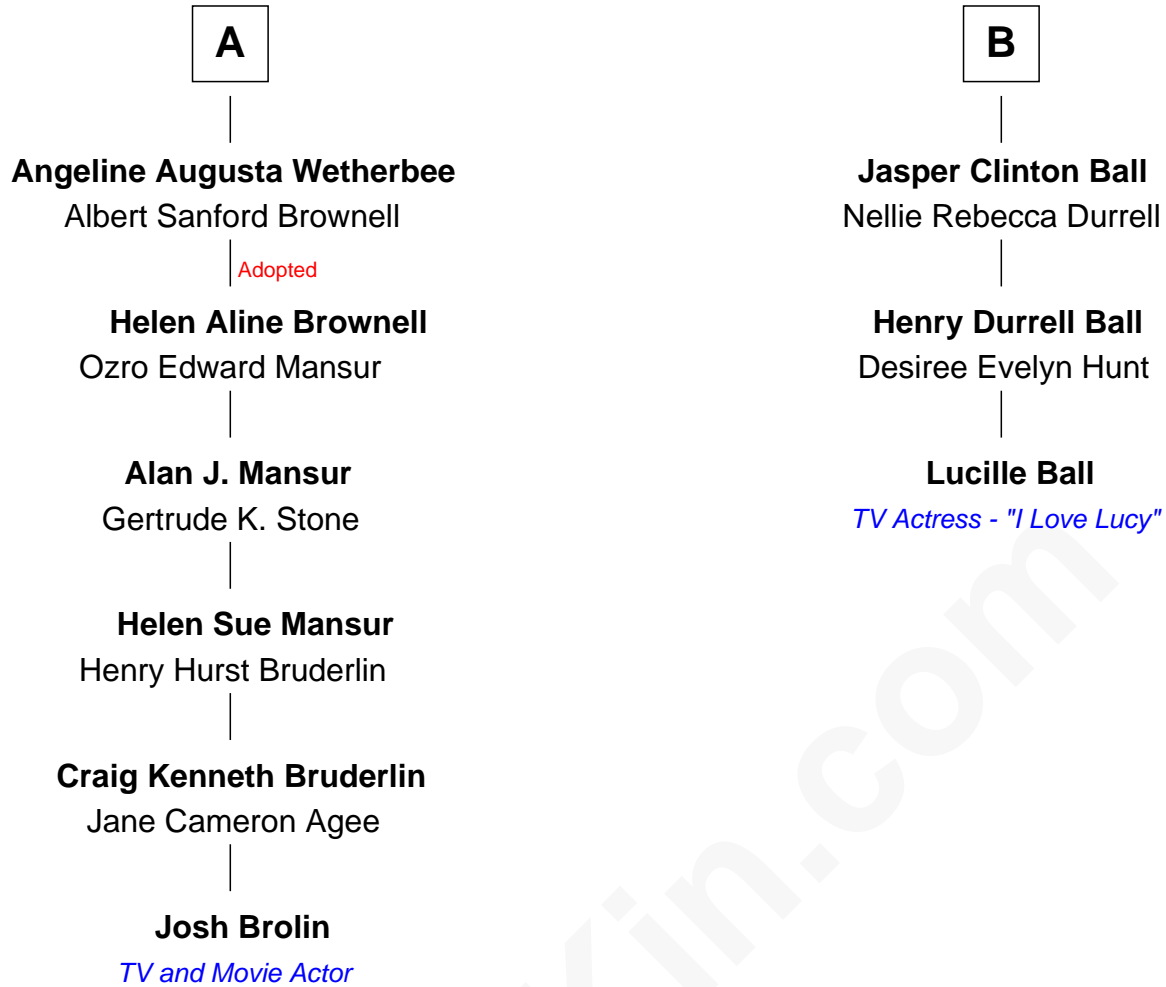 A
Angeline Augusta Wetherbee
Albert Sanford Brownell
Adopted
Helen Aline Brownell
Ozro Edward Mansur
Alan J. Mansur
Gertrude K. Stone
Helen Sue Mansur
Henry Hurst Bruderlin
Craig Kenneth Bruderlin
Jane Cameron Agee
Josh Brolin
TV and Movie Actor
B
Jasper Clinton Ball
Nellie Rebecca Durrell
Henry Durrell Ball
Desiree Evelyn Hunt
Lucille Ball
TV Actress - "I Love Lucy"
Kin.com